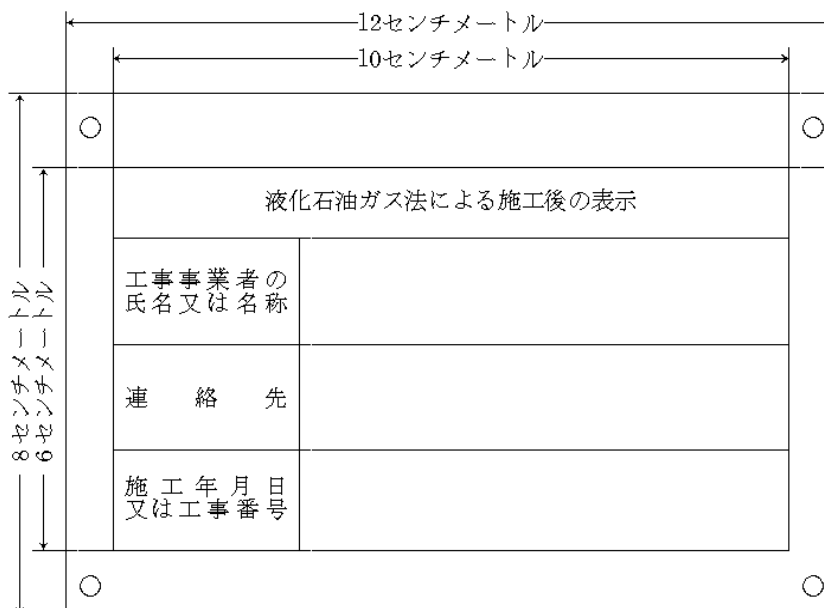 12センチメートル
10センチメートル
8センチメートル
6センチメートル
液化石油ガス法による施工後の表示
工事事業者の
氏名又は名称
連絡先
施工年月日
又は工事番号